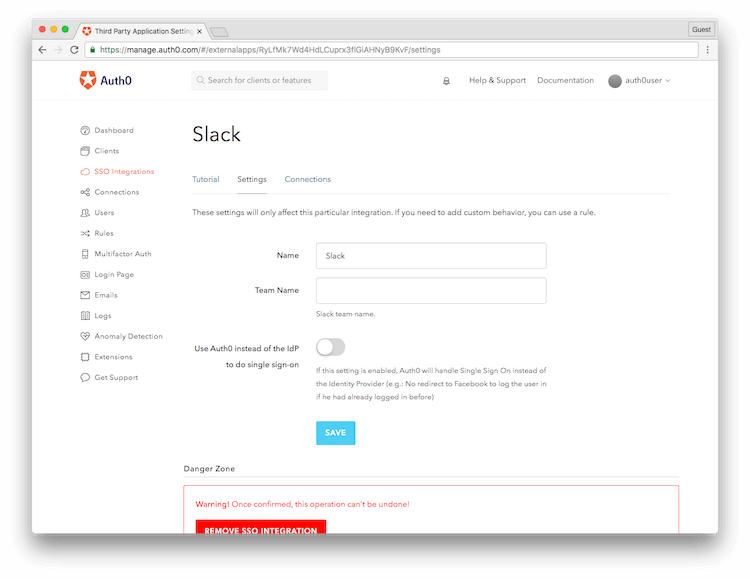 Third Party Application Setting
Guest
https://manage.auth0.com/#/externalapps/RyLfMk7Wd4HdLCuprx3flGiAHNyB9KvF/settings
Auth0
Search for clients or features
Help & Support
Documentation
auth0user
Dashboard
Clients
SSO Integrations
Connections
Users
Rules
Multifactor Auth
Login Page
Emails
Logs
Anomaly Detection
Extensions
Get Support
Slack
Tutorial
Settings
Connections
These settings will only affect this particular integration. If you need to add custom behavior, you can use a rule.
Name
Slack
Team Name
Slack team name.
Use Auth0 instead of the IdP
to do single sign-on
If this setting is enabled, Auth0 will handle Single Sign On instead of
the Identity Provider (e.g.: No redirect to Facebook to log the user in
if he had already logged in before)
SAVE
Danger Zone
Warning! Once confirmed, this operation can't be undone!
REMOVE SSO INTEGRATION